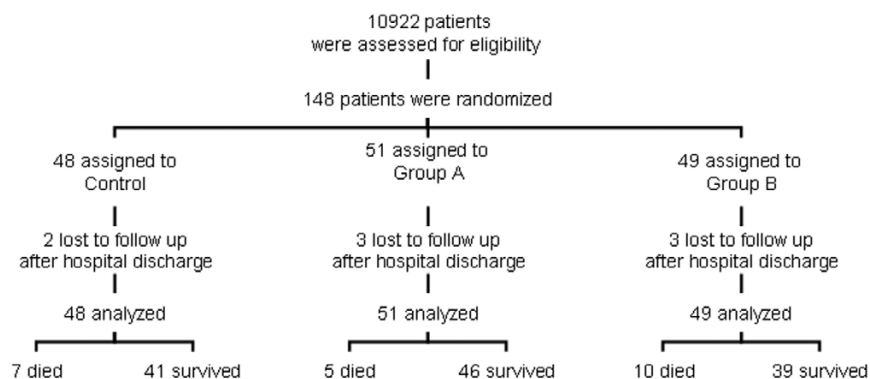 10922 patients
were assessed for eligibility
148 patients were randomized
48 assigned to
Control
51 assigned to
Group A
49 assigned to
Group B
2 lost to follow up
after hospital discharge
3 lost to follow up
after hospital discharge
3 lost to follow up
after hospital discharge
48 analyzed
51 analyzed
49 analyzed
7 died
41 survived
5 died
46 survived
10 died
39 survived